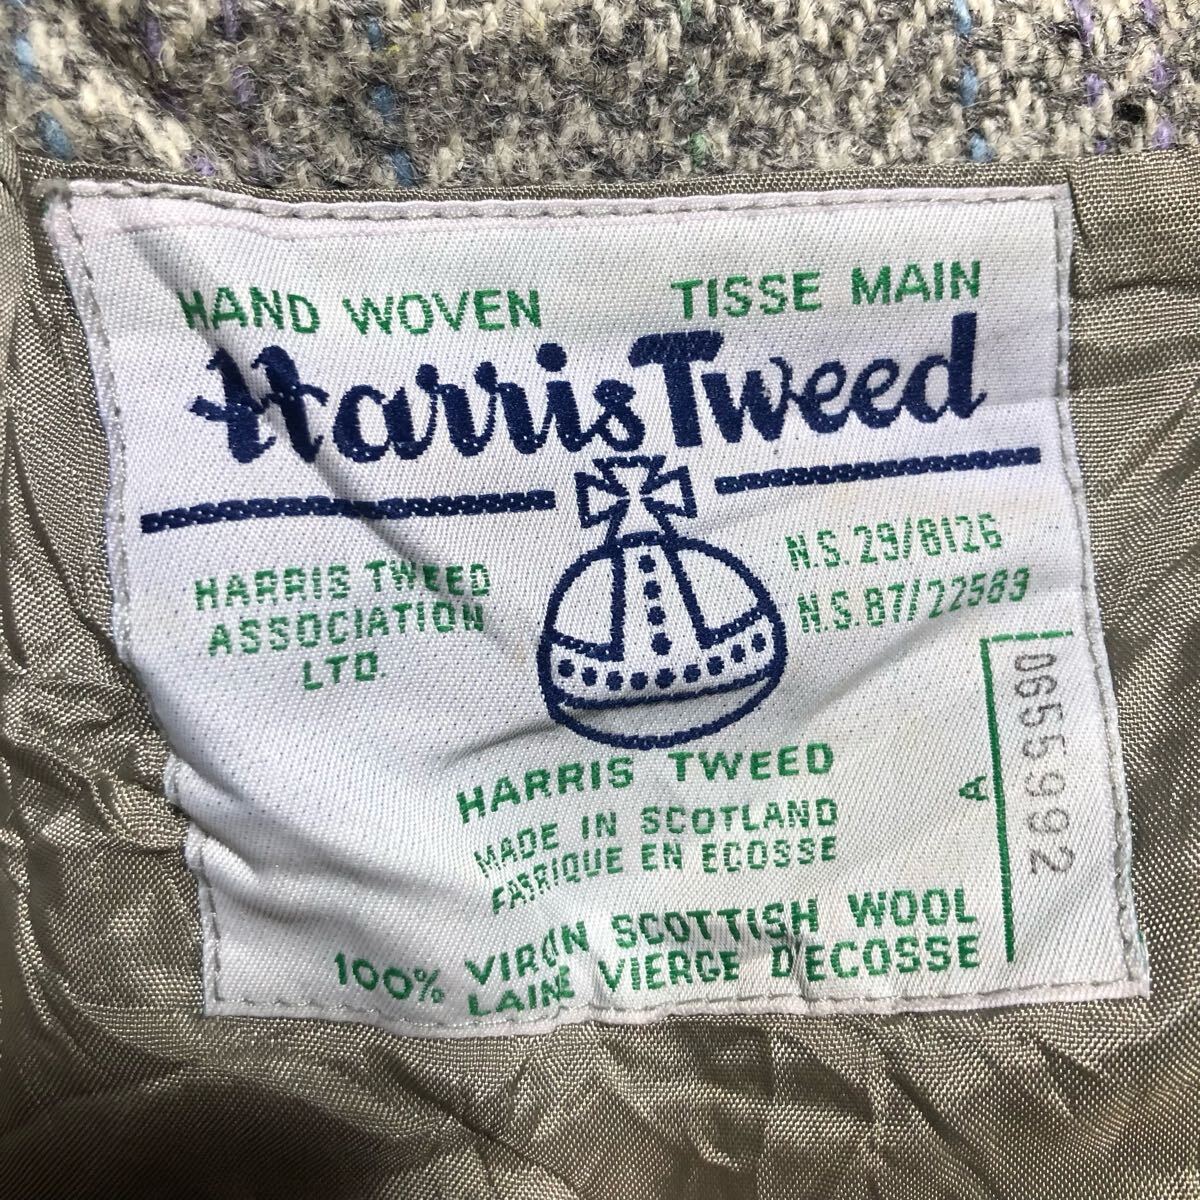 HAND WOVEN TISSE MAIN
Harris Tweed
HARRIS TWEED
ASSOCIATION
LTD.
N.S. 29/8126
N.S. 87/22589
0655992
A
HARRIS TWEED
MADE IN SCOTLAND
FABRIQUE EN ECOSSE
100% VIRGIN SCOTTISH WOOL
LAINE VIERGE D'ECOSSE